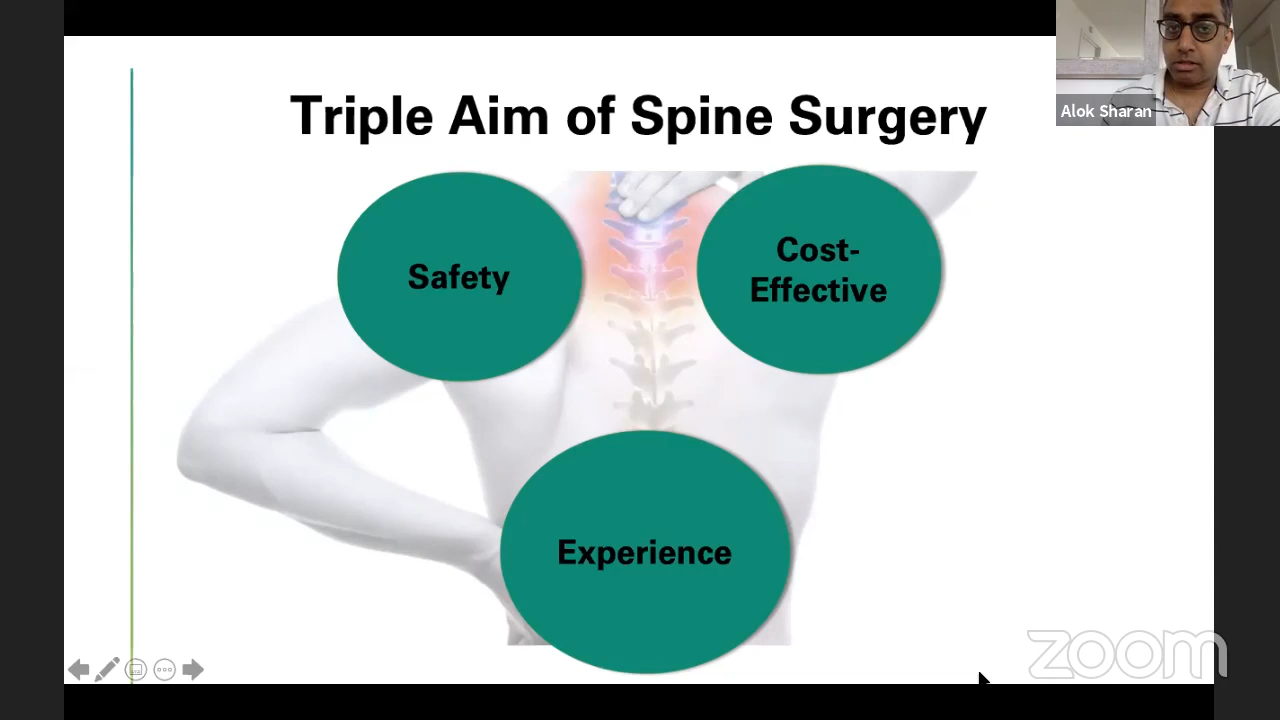 Triple Aim of Spine Surgery
Alok Sharan
Safety
Cost-
Effective
Experience
zoom